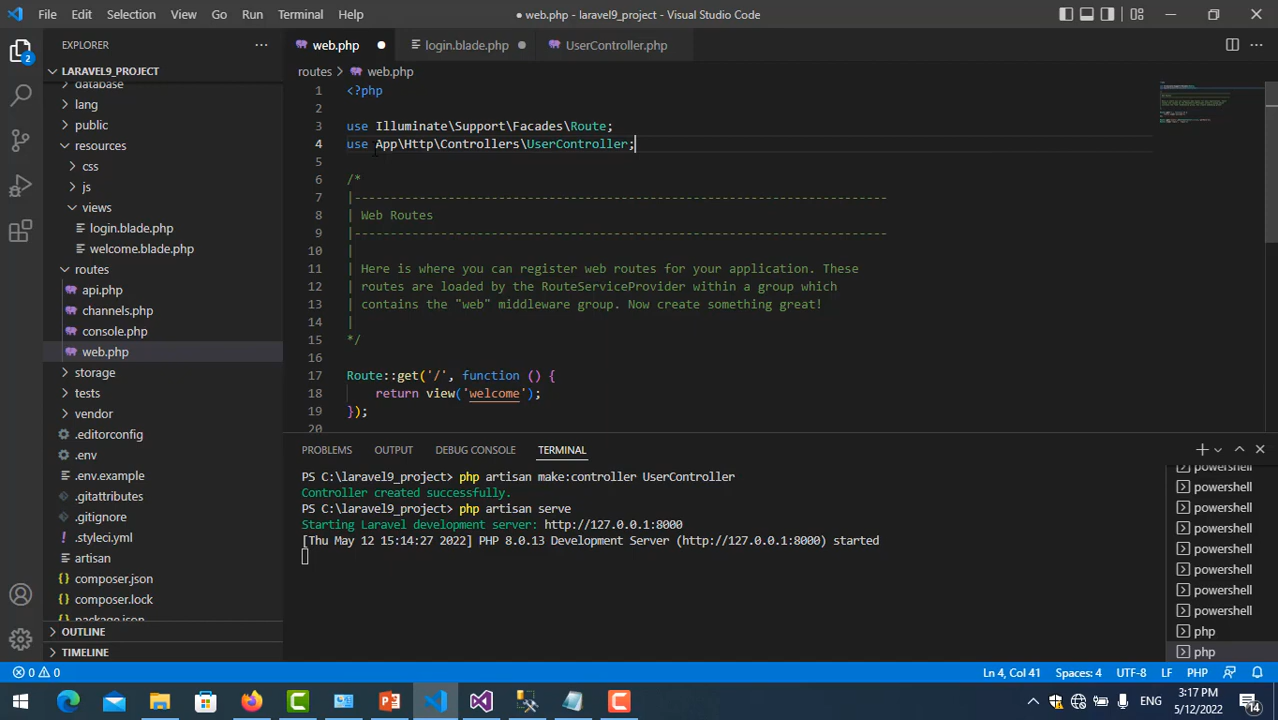 File Edit Selection View Go Run Terminal Help
● web.php - laravel9_project - Visual Studio Code
EXPLORER
LARAVEL9_PROJECT
database
lang
public
resources
css
js
views
login.blade.php
welcome.blade.php
routes
api.php
channels.php
console.php
web.php
storage
tests
vendor
.editorconfig
.env
.env.example
.gitattributes
.gitignore
.styleci.yml
artisan
composer.json
composer.lock
package.json
OUTLINE
TIMELINE
2
web.php login.blade.php UserController.php
routes > web.php
1 <?php
2
3 use Illuminate\Support\Facades\Route;
4 use App\Http\Controllers\UserController;
5
6 /*
7 |--------------------------------------------------------------------------
8 | Web Routes
9 |--------------------------------------------------------------------------
10 |
11 | Here is where you can register web routes for your application. These
12 | routes are loaded by the RouteServiceProvider within a group which
13 | contains the "web" middleware group. Now create something great!
14 |
15 */
16
17 Route::get('/', function () {
18 return view('welcome');
19 });
20
PROBLEMS OUTPUT DEBUG CONSOLE TERMINAL
PS C:\laravel9_project> php artisan make:controller UserController
Controller created successfully.
PS C:\laravel9_project> php artisan serve
Starting Laravel development server: http://127.0.0.1:8000
[Thu May 12 15:14:27 2022] PHP 8.0.13 Development Server (http://127.0.0.1:8000) started
powershell
powershell
powershell
powershell
powershell
powershell
powershell
powershell
php
php
0 0
Ln 4, Col 41 Spaces: 4 UTF-8 LF PHP
ENG
3:17 PM
5/12/2022
14